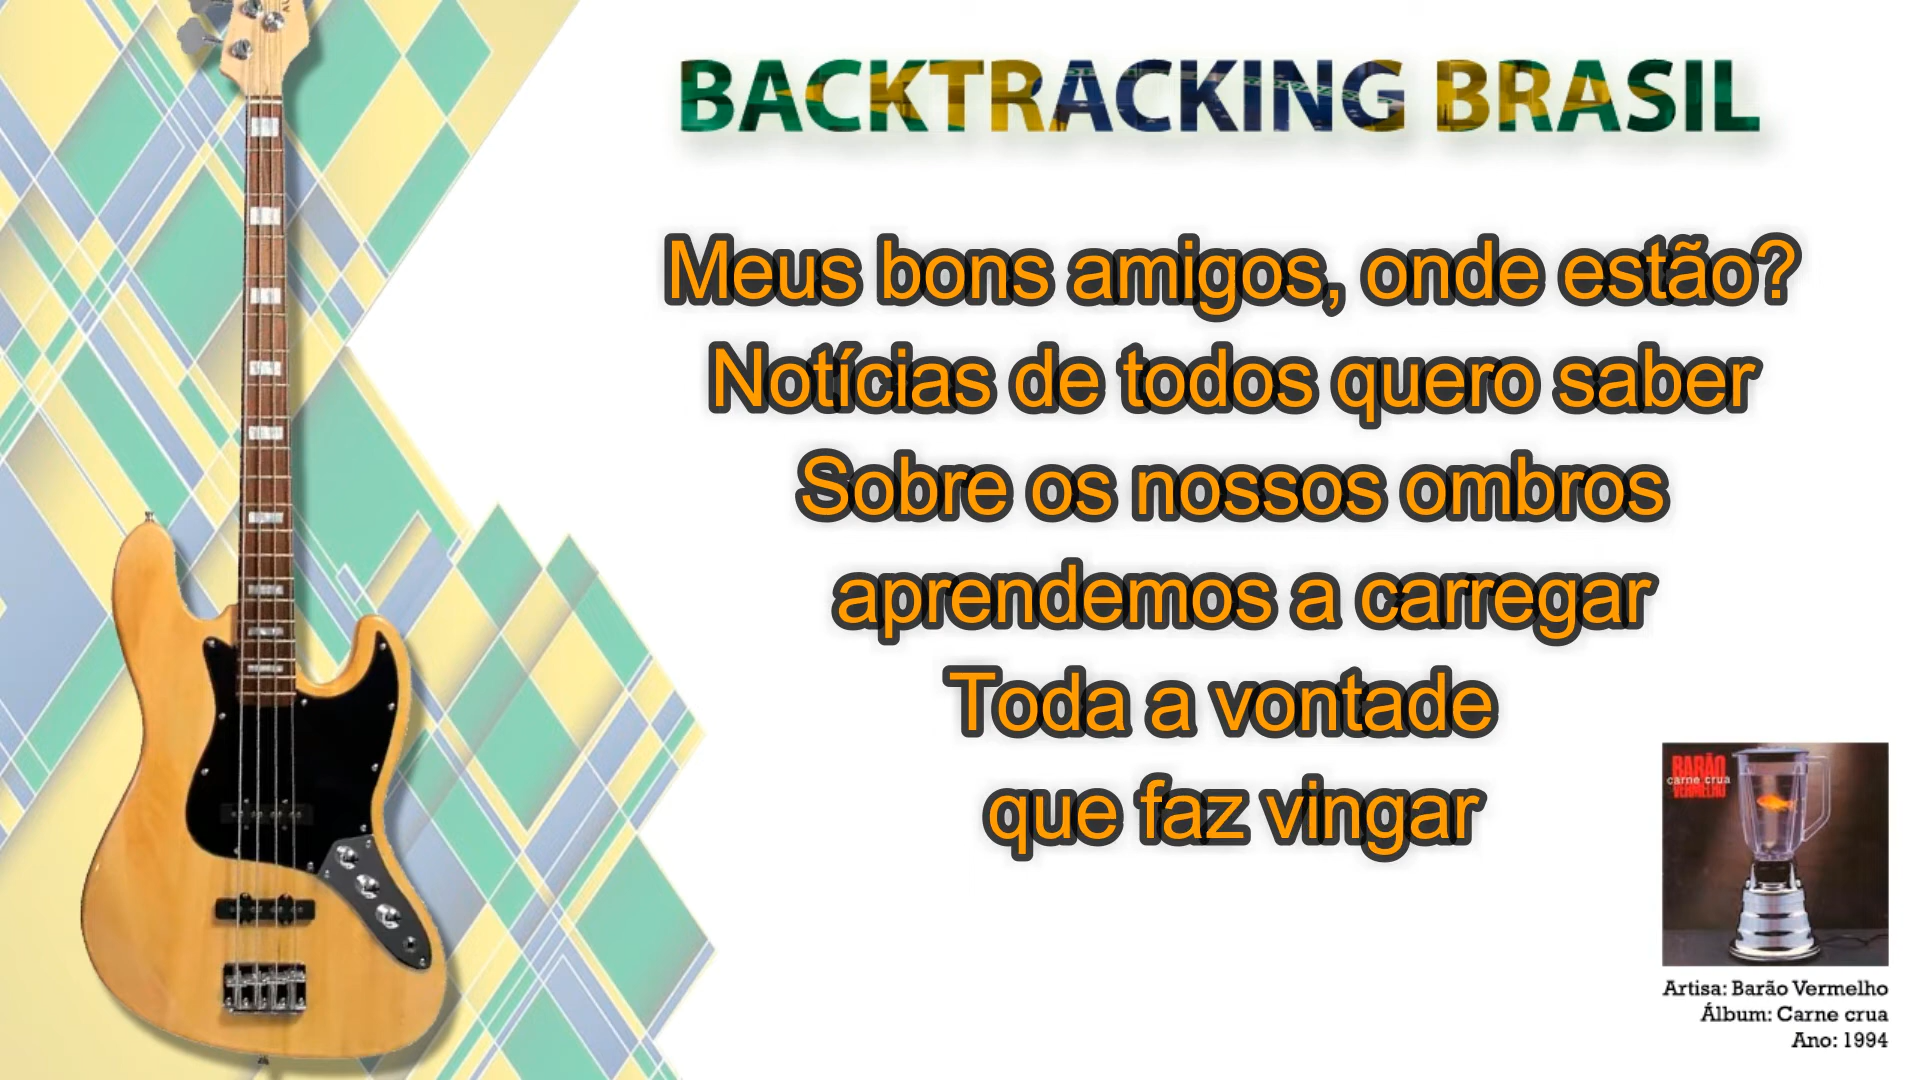 BACKTRACKING BRASIL
Meus bons amigos, onde estão?
Notícias de todos quero saber
Sobre os nossos ombros
aprendemos a carregar
Toda a vontade
que faz vingar
BARÃO
carne crua
VERMELHO
Artisa: Barão Vermelho
Álbum: Carne crua
Ano: 1994